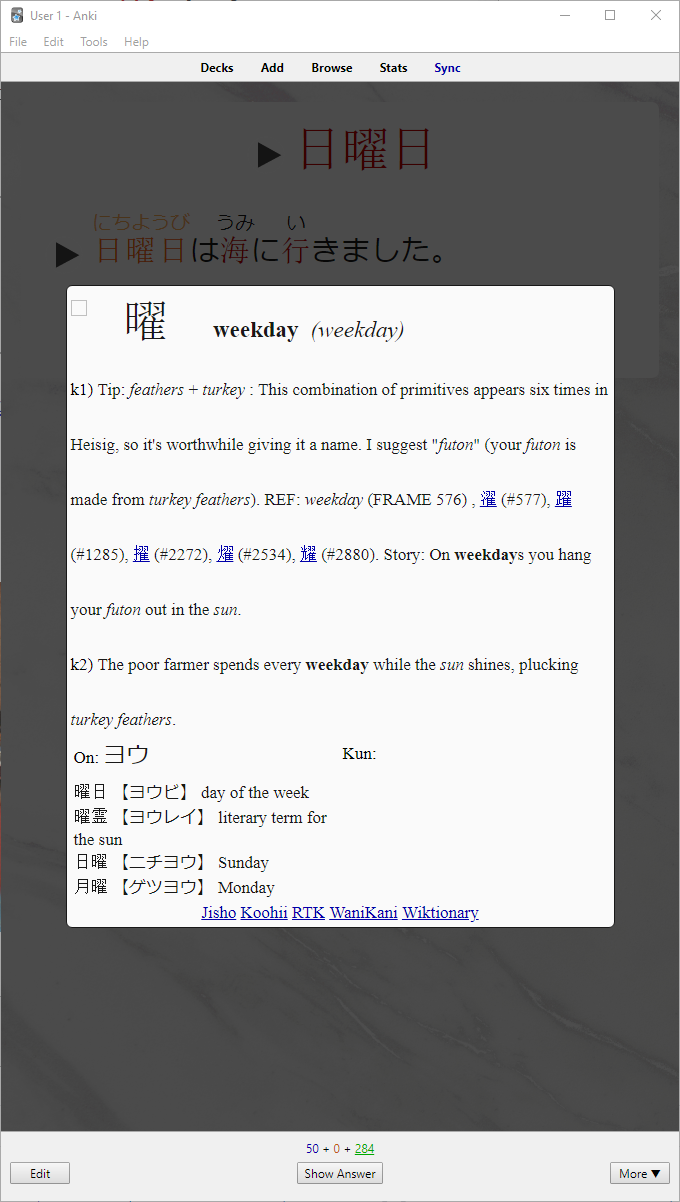 User 1 - Anki
File Edit Tools Help
Decks Add Browse Stats Sync
▶ 日曜日
にちようび うみ い
▶ 日曜日は海に行きました。
曜 weekday (weekday)
k1) Tip: feathers + turkey : This combination of primitives appears six times in
Heisig, so it's worthwhile giving it a name. I suggest "futon" (your futon is
made from turkey feathers). REF: weekday (FRAME 576) , 濯 (#577), 躍
(#1285), 擢 (#2272), 燿 (#2534), 耀 (#2880). Story: On weekdays you hang
your futon out in the sun.
k2) The poor farmer spends every weekday while the sun shines, plucking
turkey feathers.
On: ヨウ Kun:
曜日 【ヨウビ】 day of the week
曜霊 【ヨウレイ】 literary term for
the sun
日曜 【ニチヨウ】 Sunday
月曜 【ゲツヨウ】 Monday
Jisho Koohii RTK WaniKani Wiktionary
50 + 0 + 284
Edit Show Answer More ▼